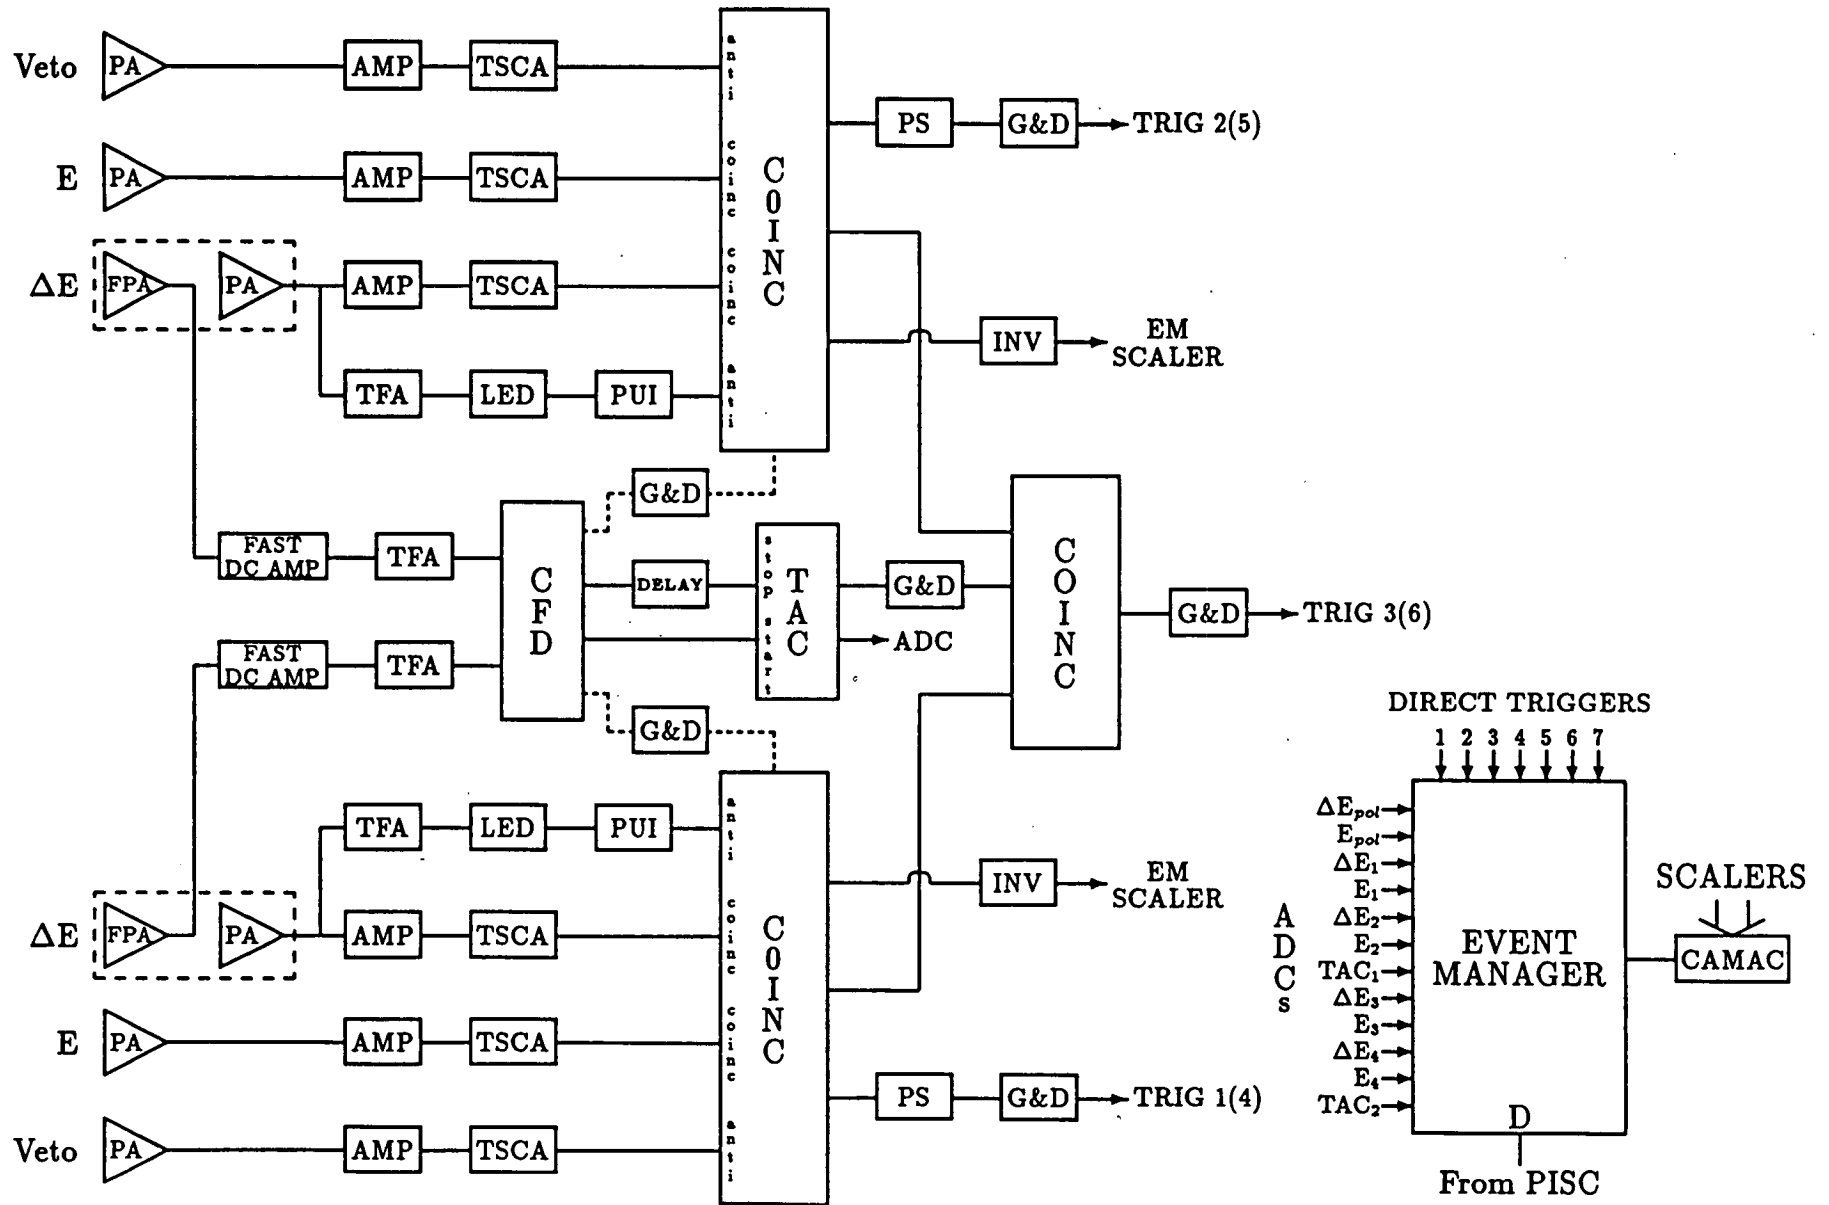 Veto PA AMP TSCA anti
PS G&D TRIG 2(5)
E PA AMP TSCA coinc
C0INC
ΔE FPA PA AMP TSCA coinc
INV EM SCALER
TFA LED PUI anti
G&D
FAST DC AMP TFA
CFD
DELAY stop TAC G&D
start ADC
COINC
G&D TRIG 3(6)
FAST DC AMP TFA
G&D
TFA LED PUI anti
INV EM SCALER
ΔE FPA PA AMP TSCA coinc
C0INC
E PA AMP TSCA coinc
PS G&D TRIG 1(4)
Veto PA AMP TSCA anti
DIRECT TRIGGERS
1 2 3 4 5 6 7
ADCs
ΔEpol
Epol
ΔE1
E1
ΔE2
E2
TAC1
ΔE3
E3
ΔE4
E4
TAC2
EVENT
MANAGER
D
From PISC
SCALERS
CAMAC